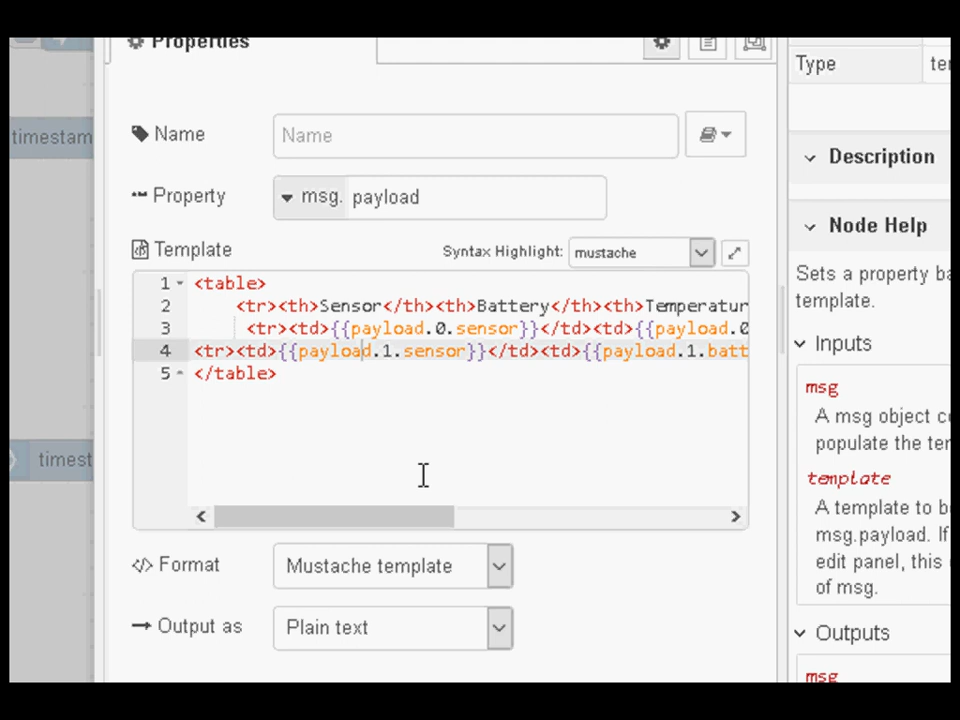 Properties
Type
timestam
Name
Name
Description
Property
msg. payload
Node Help
Template
Syntax Highlight:
mustache
Sets a property ba
template.
1
<table>
2
<tr><th>Sensor</th><th>Battery</th><th>Temperatur
3
<tr><td>{{payload.0.sensor}}</td><td>{{payload.0
4
<tr><td>{{payload.1.sensor}}</td><td>{{payload.1.batt
5
</table>
Inputs
msg
A msg object c
populate the ter
template
A template to b
msg.payload. If
edit panel, this
of msg.
timest
Format
Mustache template
Output as
Plain text
Outputs
msg